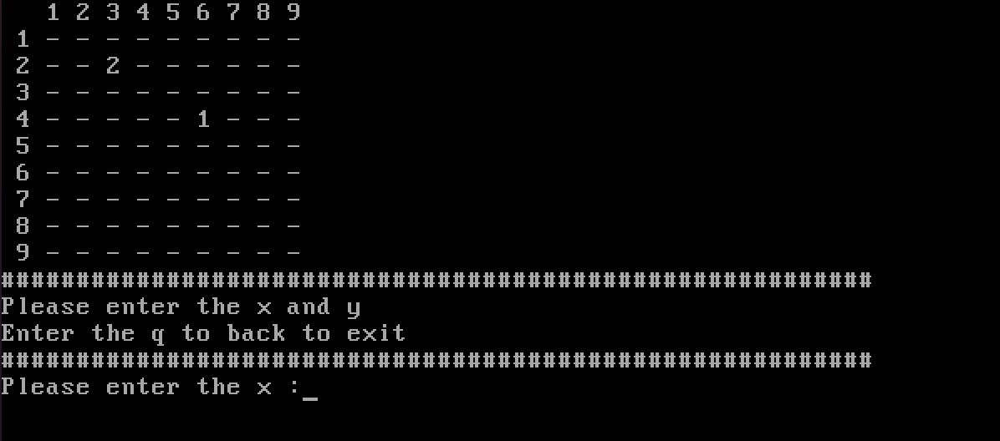 1 2 3 4 5 6 7 8 9
1 - - - - - - - - -
2 - - 2 - - - - - -
3 - - - - - - - - -
4 - - - - - 1 - - -
5 - - - - - - - - -
6 - - - - - - - - -
7 - - - - - - - - -
8 - - - - - - - - -
9 - - - - - - - - -
##########################################################
Please enter the x and y
Enter the q to back to exit
##########################################################
Please enter the x :_